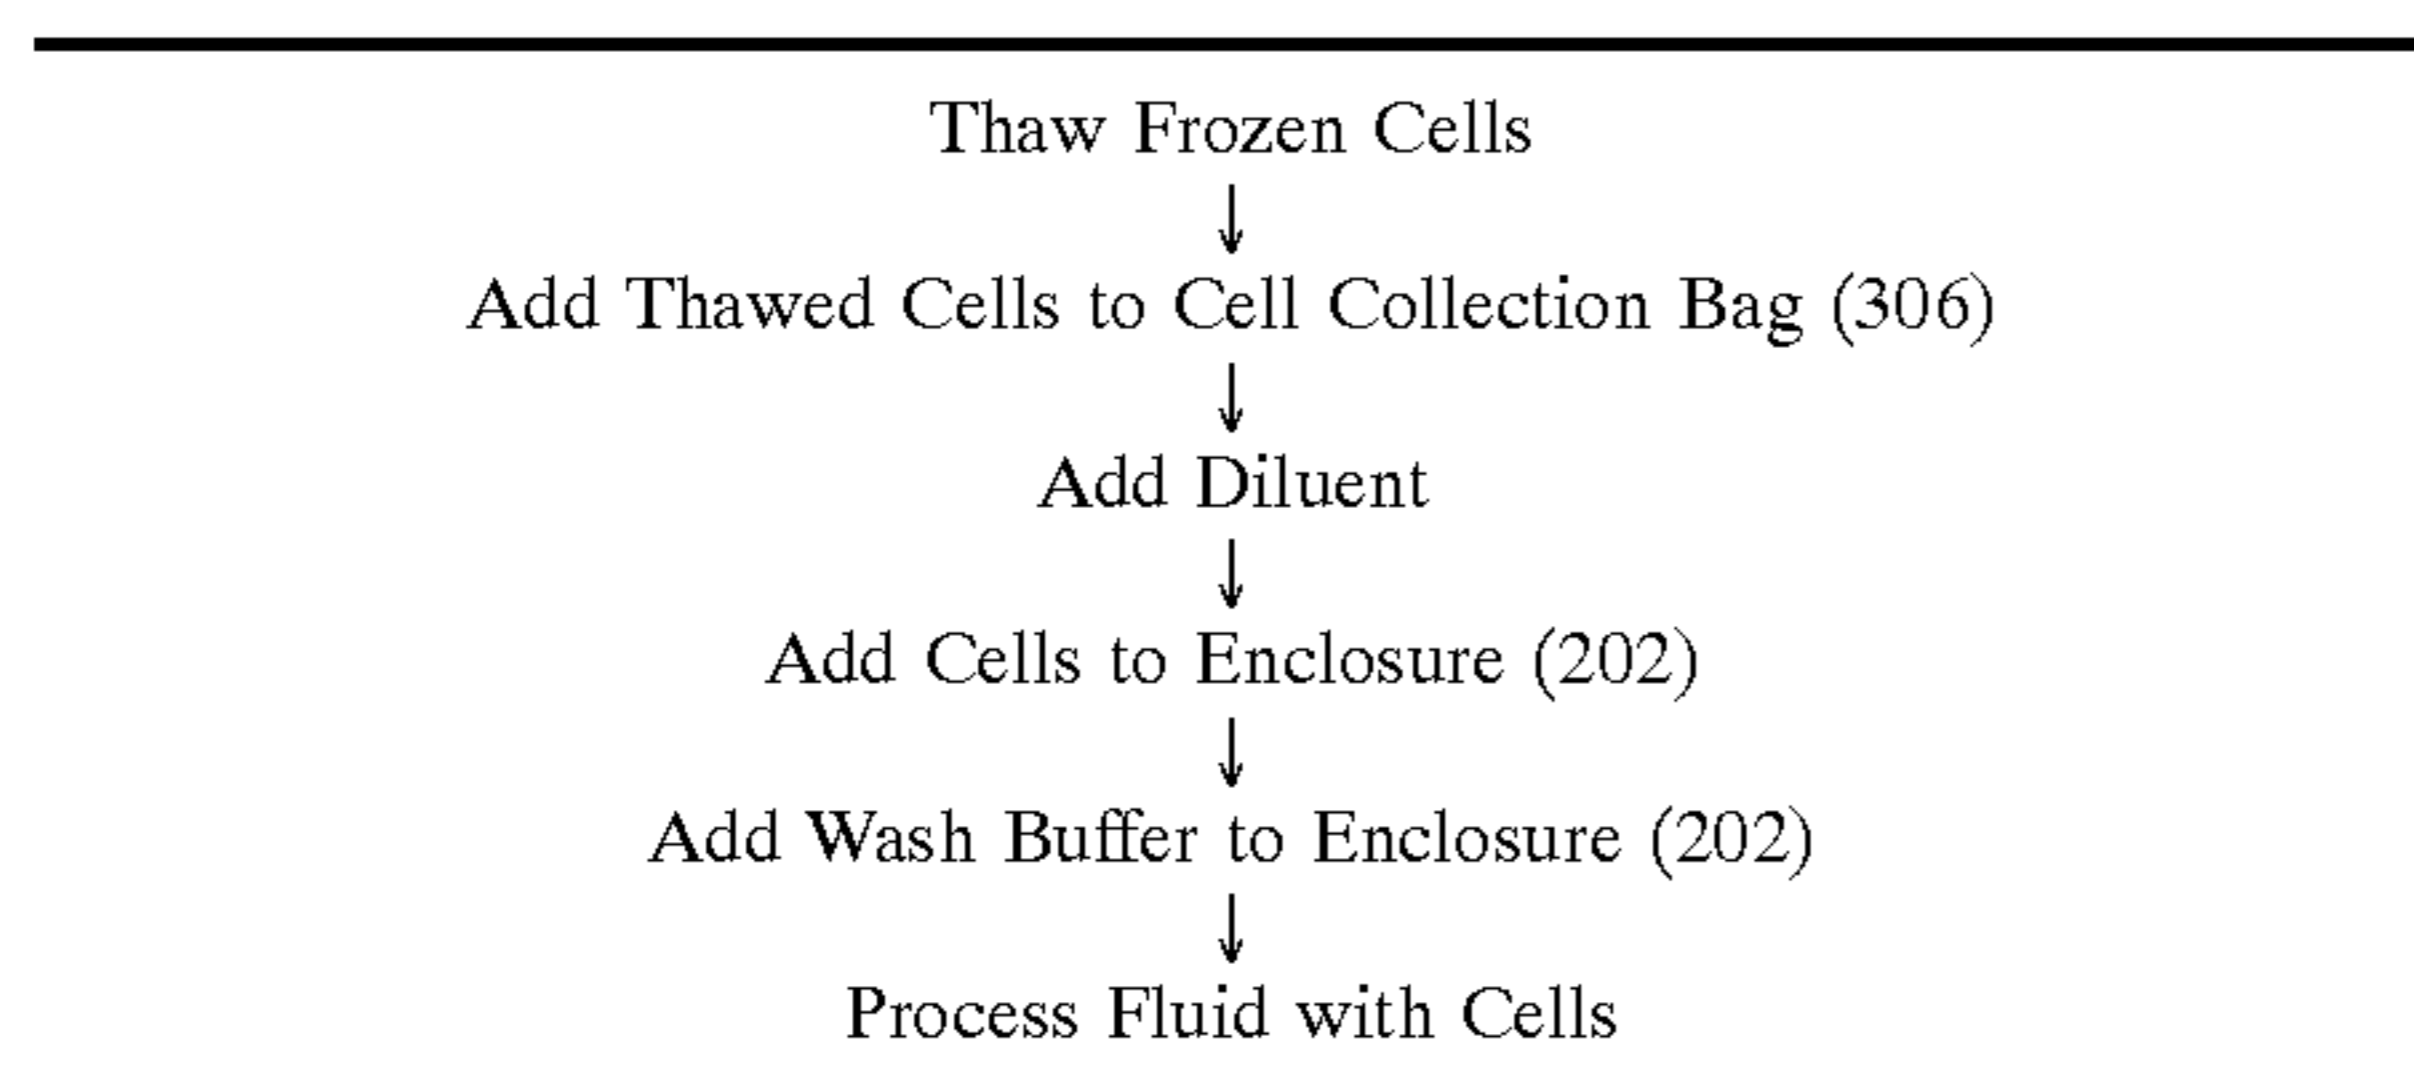 Thaw Frozen Cells
↓
Add Thawed Cells to Cell Collection Bag (306)
↓
Add Diluent
↓
Add Cells to Enclosure (202)
↓
Add Wash Buffer to Enclosure (202)
↓
Process Fluid with Cells